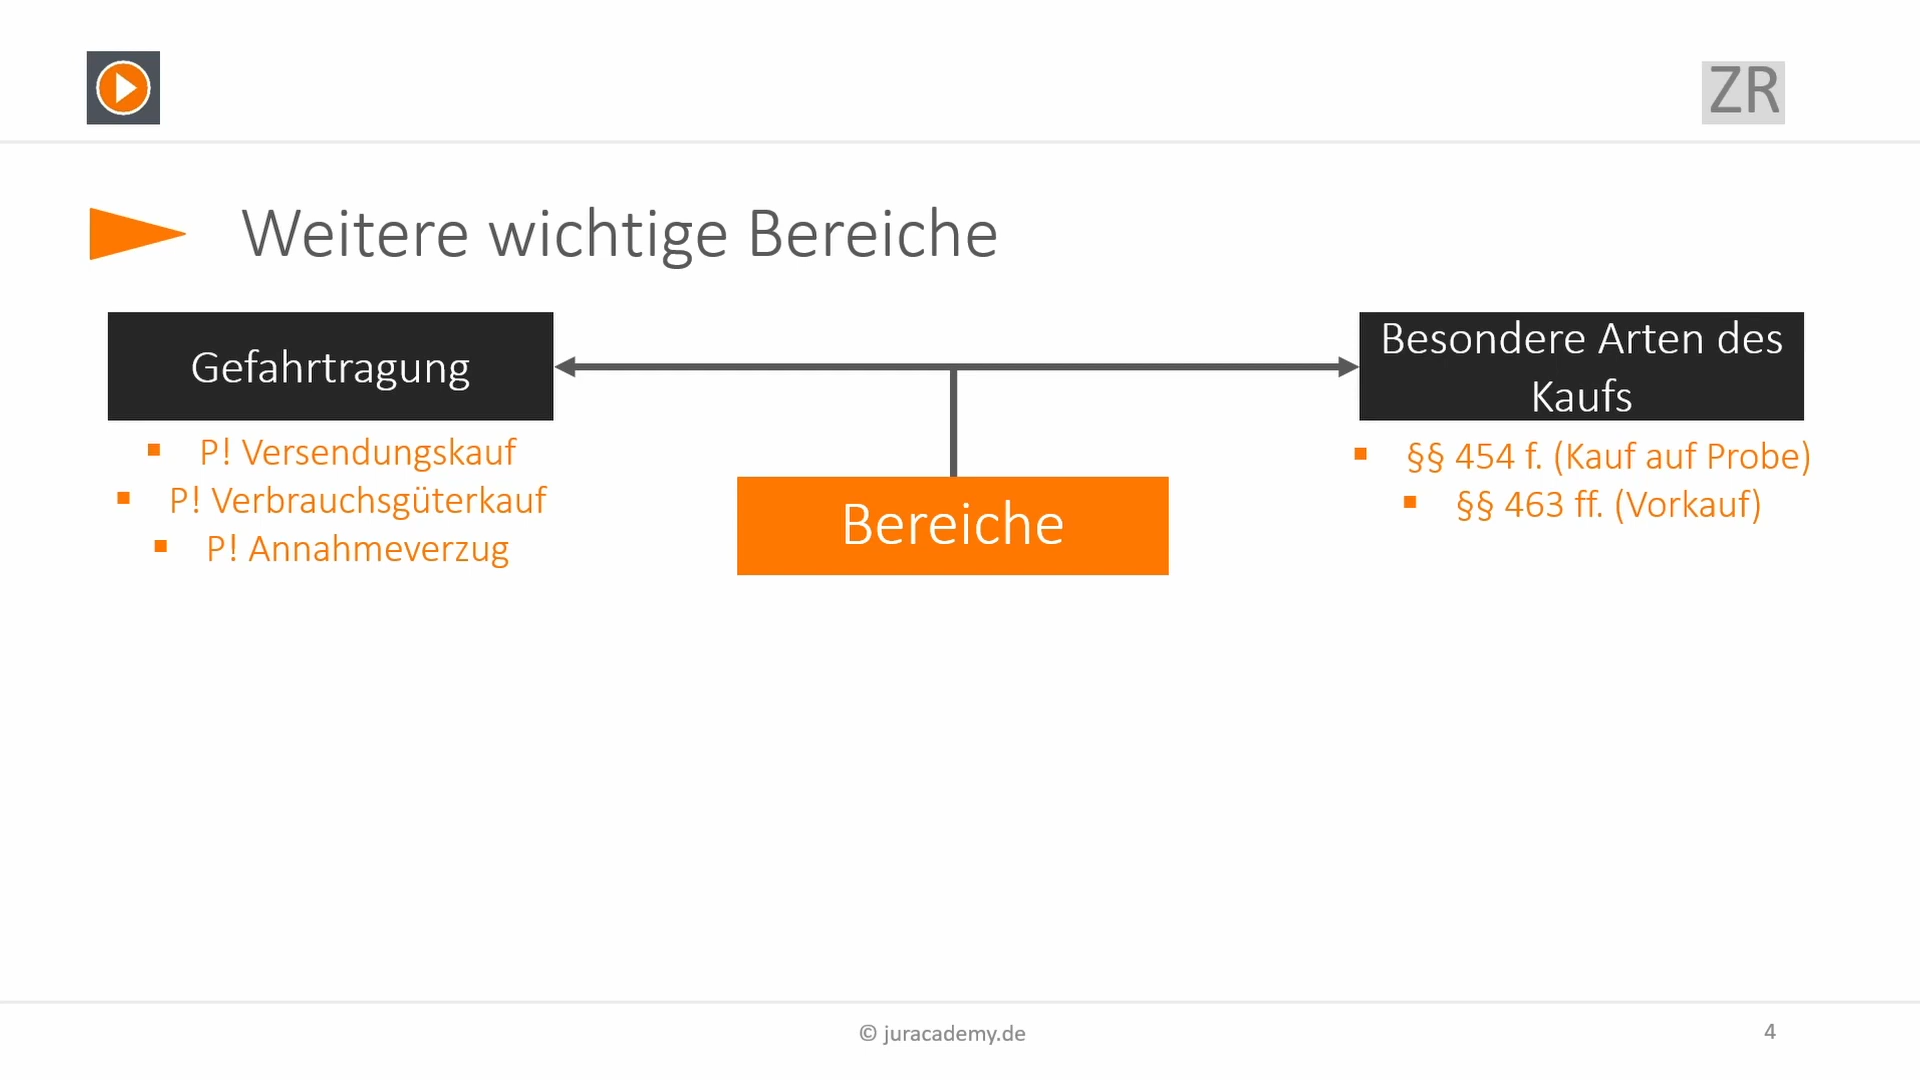 ZR
Weitere wichtige Bereiche
Gefahrtragung
▪ P! Versendungskauf
▪ P! Verbrauchsgüterkauf
▪ P! Annahmeverzug
Bereiche
Besondere Arten des
Kaufs
▪ §§ 454 f. (Kauf auf Probe)
▪ §§ 463 ff. (Vorkauf)
© juracademy.de
4